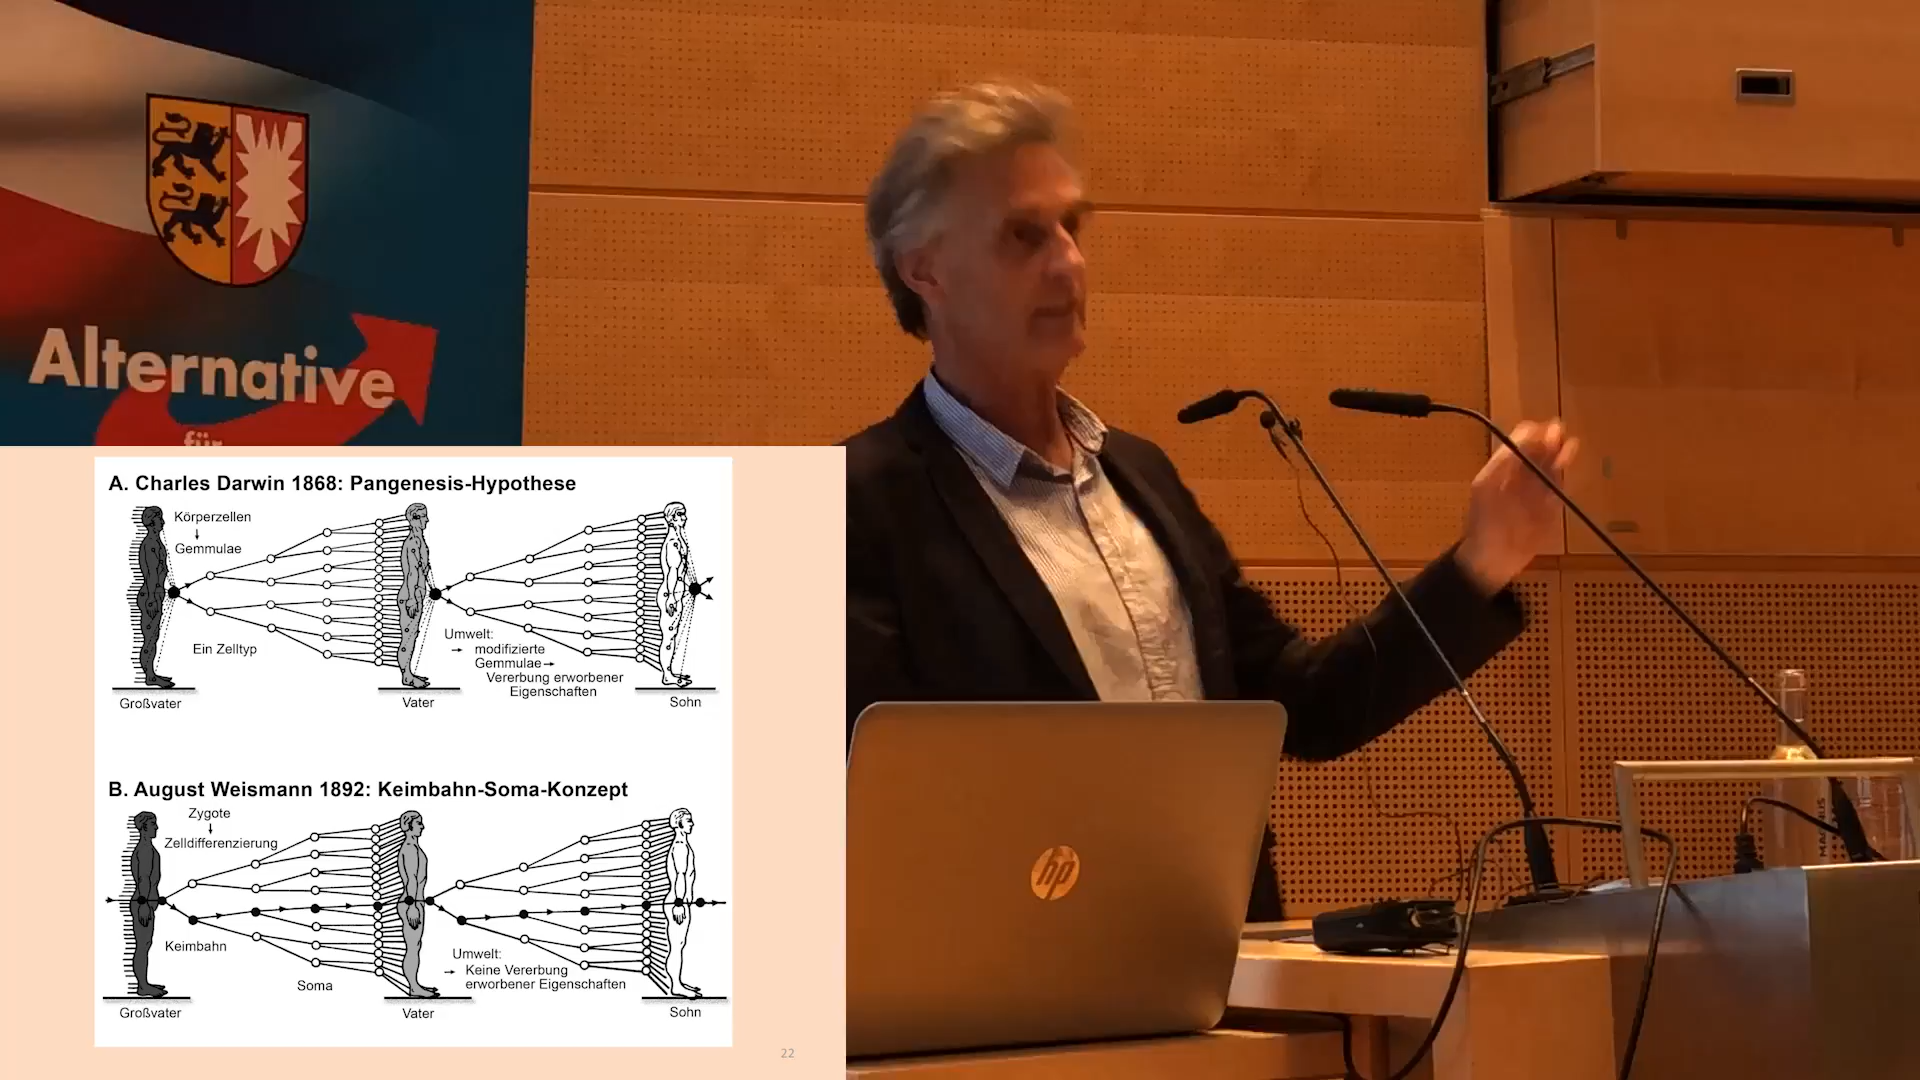 Alternative
für
A. Charles Darwin 1868: Pangenesis-Hypothese
Körperzellen
Gemmulae
Ein Zelltyp
Umwelt:
modifizierte
Gemmulae
Vererbung erworbener
Eigenschaften
Großvater
Vater
Sohn
B. August Weismann 1892: Keimbahn-Soma-Konzept
Zygote
Zelldifferenzierung
Keimbahn
Soma
Umwelt:
Keine Vererbung
erworbener Eigenschaften
Großvater
Vater
Sohn
22
hp